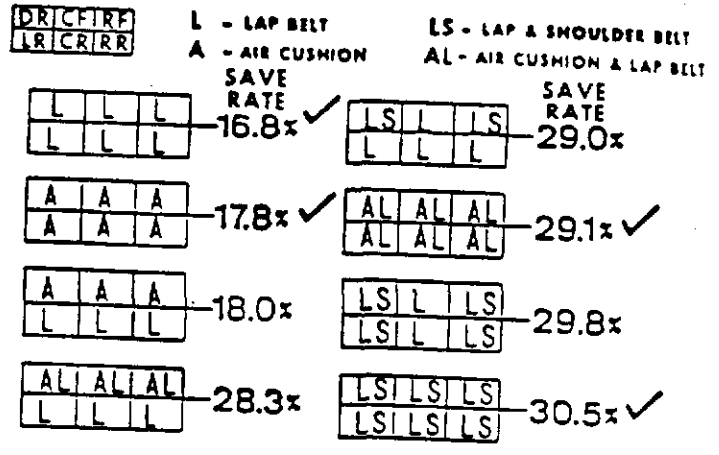 DR CF RF
LR CR RR
L - LAP BELT
A - AIR CUSHION
LS - LAP & SHOULDER BELT
AL - AIR CUSHION & LAP BELT
SAVE
RATE
L L L
L L L
16.8%
A A A
A A A
17.8%
A A A
L L L
18.0%
AL AL AL
L L L
28.3%
SAVE
RATE
LS L LS
L L L
29.0%
AL AL AL
AL AL AL
29.1%
LS L LS
LS L LS
29.8%
LS LS LS
LS LS LS
30.5%